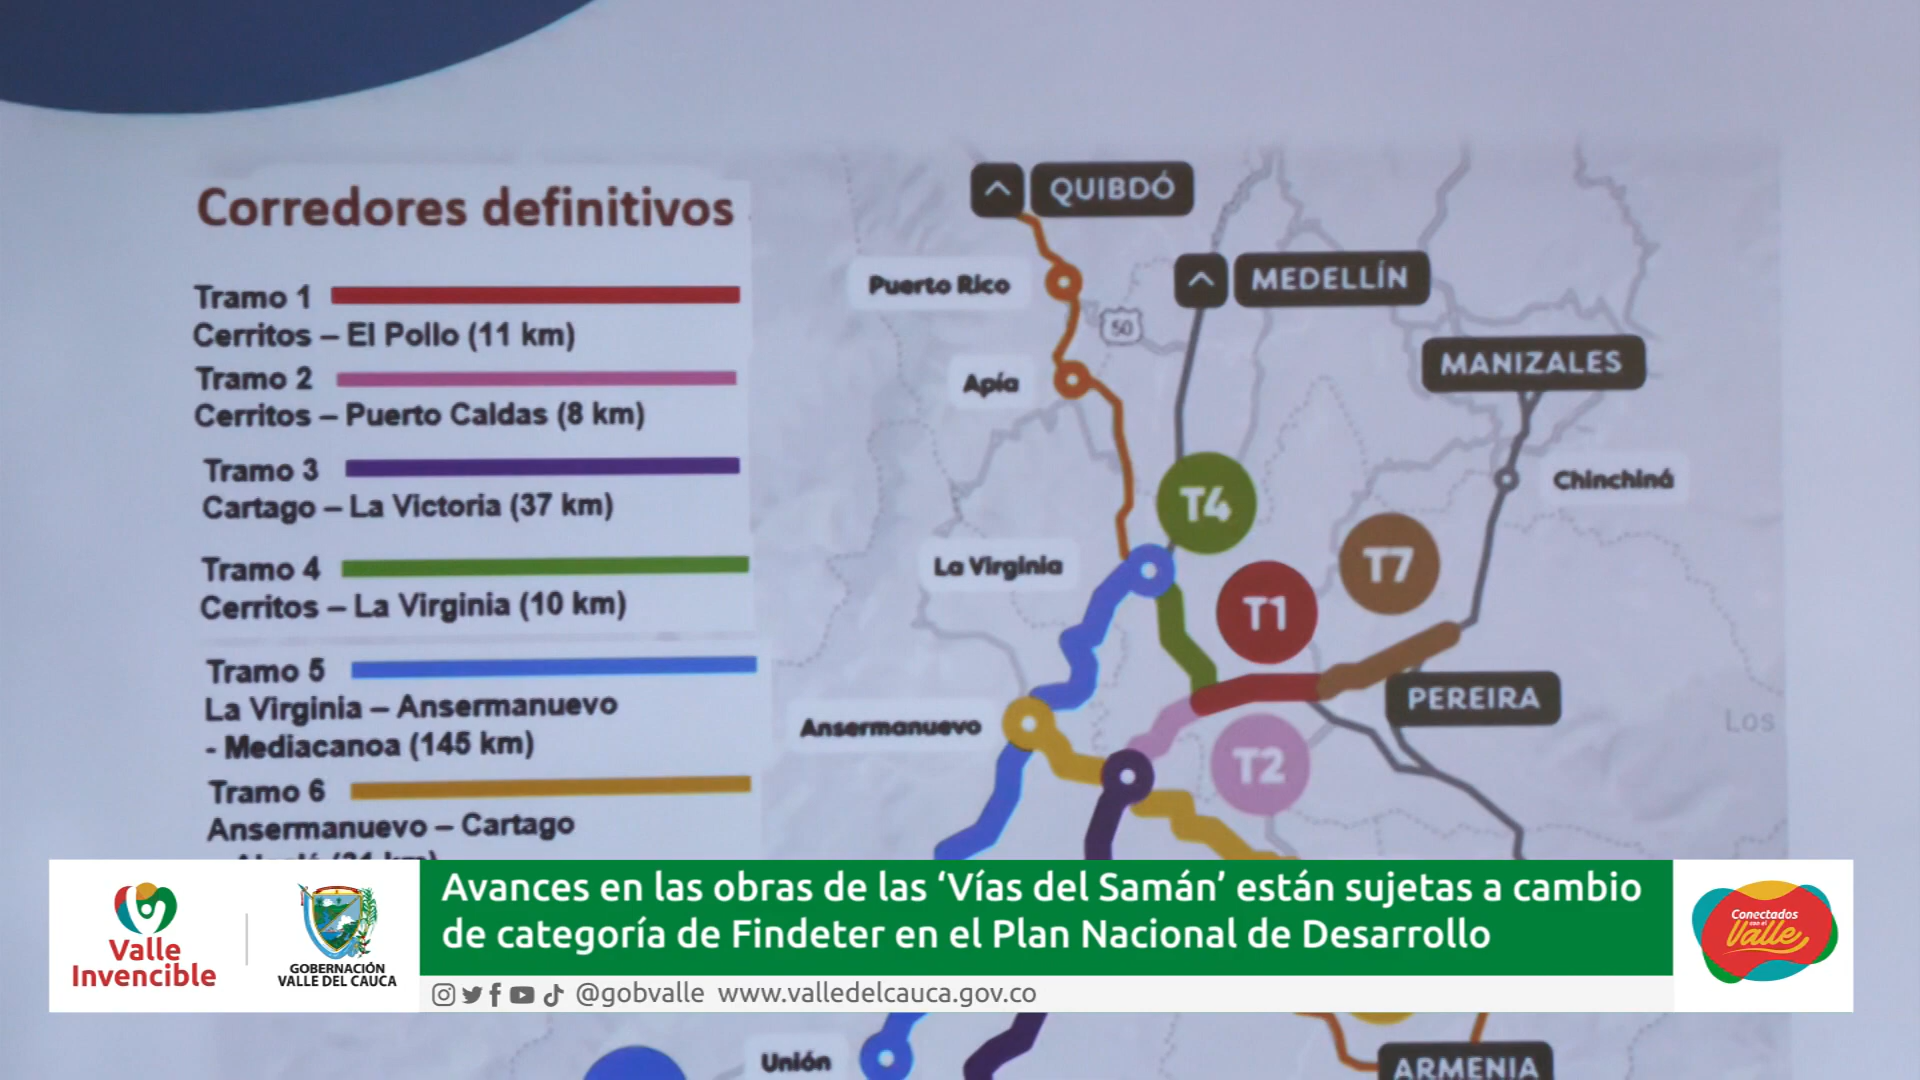 Corredores definitivos
Tramo 1
Cerritos – El Pollo (11 km)
Tramo 2
Cerritos – Puerto Caldas (8 km)
Tramo 3
Cartago – La Victoria (37 km)
Tramo 4
Cerritos – La Virginia (10 km)
Tramo 5
La Virginia – Ansermanuevo
- Mediacanoa (145 km)
Tramo 6
Ansermanuevo – Cartago
QUIBDÓ
Puerto Rico
MEDELLÍN
50
MANIZALES
Apía
Chinchiná
T4
T7
La Virginia
T1
PEREIRA
Los
Ansermanuevo
T2
Avances en las obras de las ‘Vías del Samán’ están sujetas a cambio
de categoría de Findeter en el Plan Nacional de Desarrollo
Valle
Invencible
GOBERNACIÓN
VALLE DEL CAUCA
@gobvalle www.valledelcauca.gov.co
Conectados
con el
Valle
Unión
ARMENIA